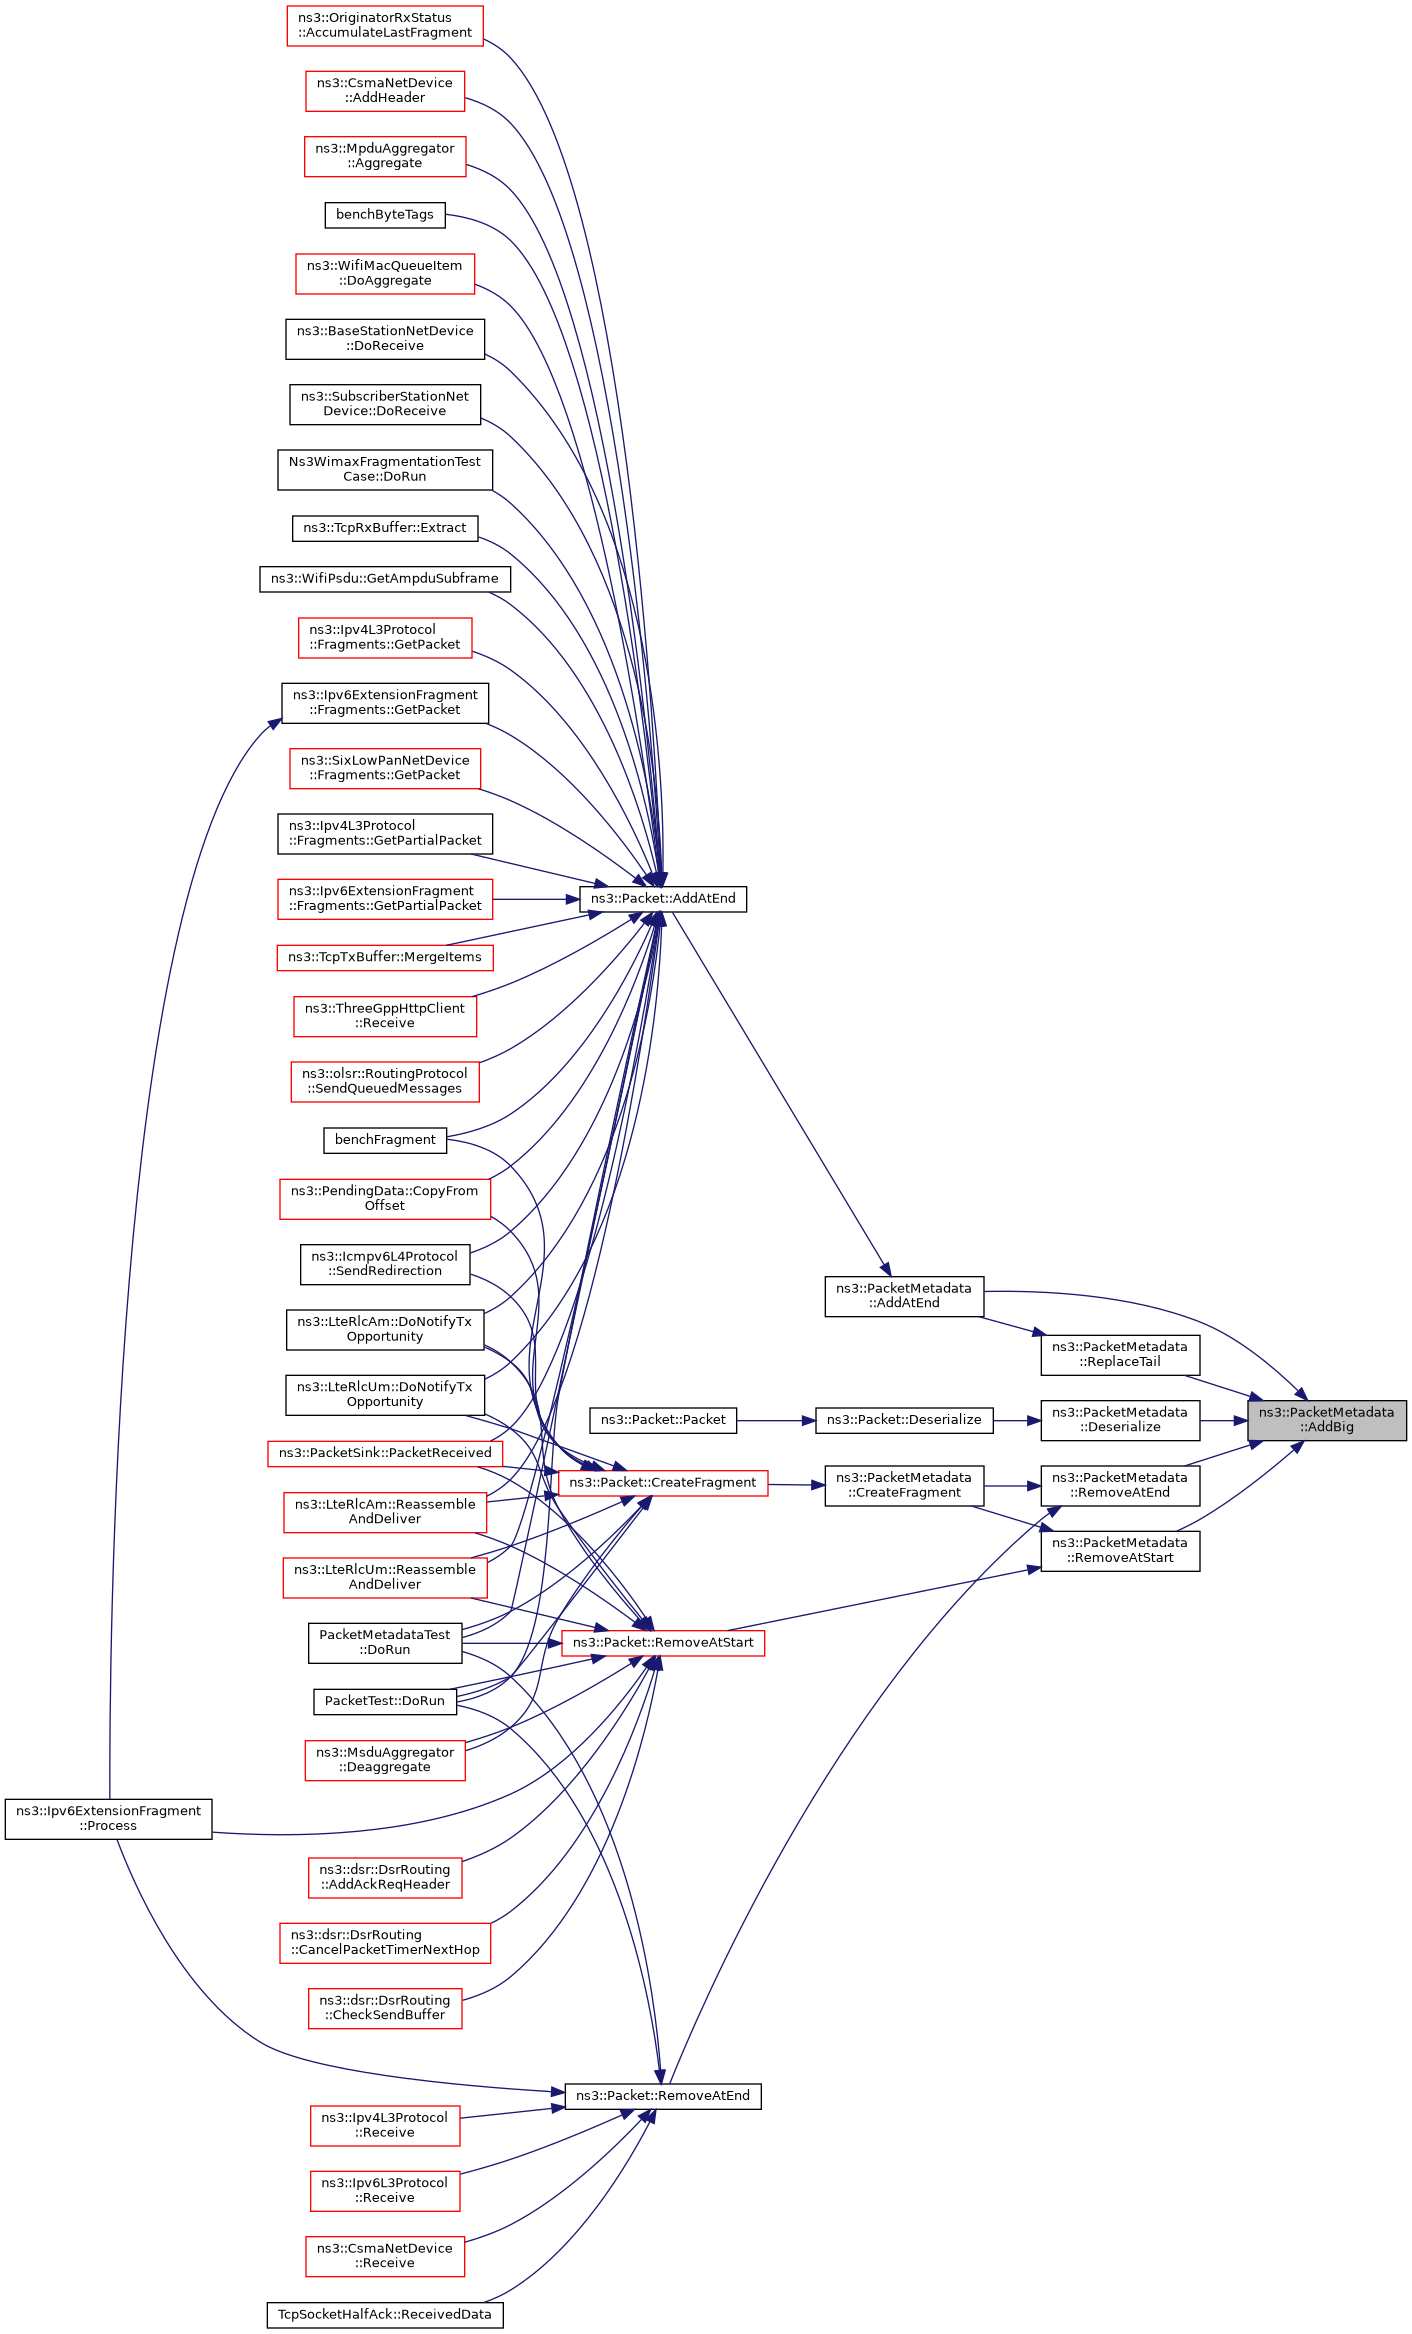 ns3::OriginatorRxStatus
::AccumulateLastFragment
ns3::CsmaNetDevice
::AddHeader
ns3::MpduAggregator
::Aggregate
benchByteTags
ns3::WifiMacQueueItem
::DoAggregate
ns3::BaseStationNetDevice
::DoReceive
ns3::SubscriberStationNet
Device::DoReceive
Ns3WimaxFragmentationTest
Case::DoRun
ns3::TcpRxBuffer::Extract
ns3::WifiPsdu::GetAmpduSubframe
ns3::Ipv4L3Protocol
::Fragments::GetPacket
ns3::Ipv6ExtensionFragment
::Fragments::GetPacket
ns3::SixLowPanNetDevice
::Fragments::GetPacket
ns3::Ipv4L3Protocol
::Fragments::GetPartialPacket
ns3::Ipv6ExtensionFragment
::Fragments::GetPartialPacket
ns3::TcpTxBuffer::MergeItems
ns3::ThreeGppHttpClient
::Receive
ns3::olsr::RoutingProtocol
::SendQueuedMessages
benchFragment
ns3::PendingData::CopyFrom
Offset
ns3::Icmpv6L4Protocol
::SendRedirection
ns3::LteRlcAm::DoNotifyTx
Opportunity
ns3::LteRlcUm::DoNotifyTx
Opportunity
ns3::PacketSink::PacketReceived
ns3::LteRlcAm::Reassemble
AndDeliver
ns3::LteRlcUm::Reassemble
AndDeliver
PacketMetadataTest
::DoRun
PacketTest::DoRun
ns3::MsduAggregator
::Deaggregate
ns3::Ipv6ExtensionFragment
::Process
ns3::dsr::DsrRouting
::AddAckReqHeader
ns3::dsr::DsrRouting
::CancelPacketTimerNextHop
ns3::dsr::DsrRouting
::CheckSendBuffer
ns3::Ipv4L3Protocol
::Receive
ns3::Ipv6L3Protocol
::Receive
ns3::CsmaNetDevice
::Receive
TcpSocketHalfAck::ReceivedData
ns3::Packet::AddAtEnd
ns3::Packet::Packet
ns3::Packet::CreateFragment
ns3::Packet::RemoveAtStart
ns3::Packet::RemoveAtEnd
ns3::PacketMetadata
::AddAtEnd
ns3::Packet::Deserialize
ns3::PacketMetadata
::CreateFragment
ns3::PacketMetadata
::ReplaceTail
ns3::PacketMetadata
::Deserialize
ns3::PacketMetadata
::RemoveAtEnd
ns3::PacketMetadata
::RemoveAtStart
ns3::PacketMetadata
::AddBig